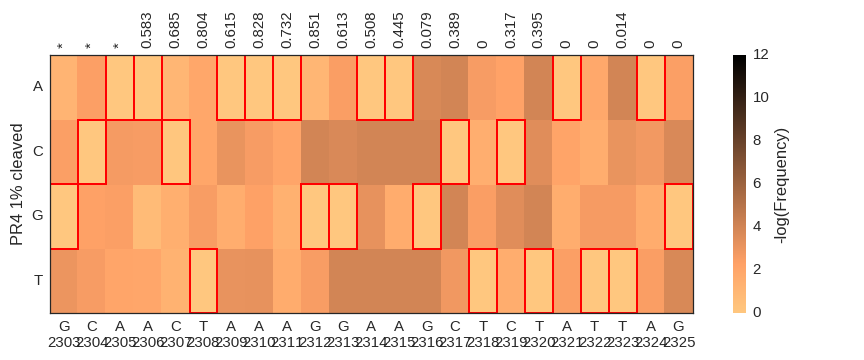 * * * 0.583 0.685 0.804 0.615 0.828 0.732 0.851 0.613 0.508 0.445 0.079 0.389 0 0.317 0.395 0 0 0.014 0 0
PR4 1% cleaved
A
C
G
T
G C A A C T A A A G G A A G C T C T A T T A G
2303 2304 2305 2306 2307 2308 2309 2310 2311 2312 2313 2314 2315 2316 2317 2318 2319 2320 2321 2322 2323 2324 2325
12
10
8
6
4
2
0
-log(Frequency)